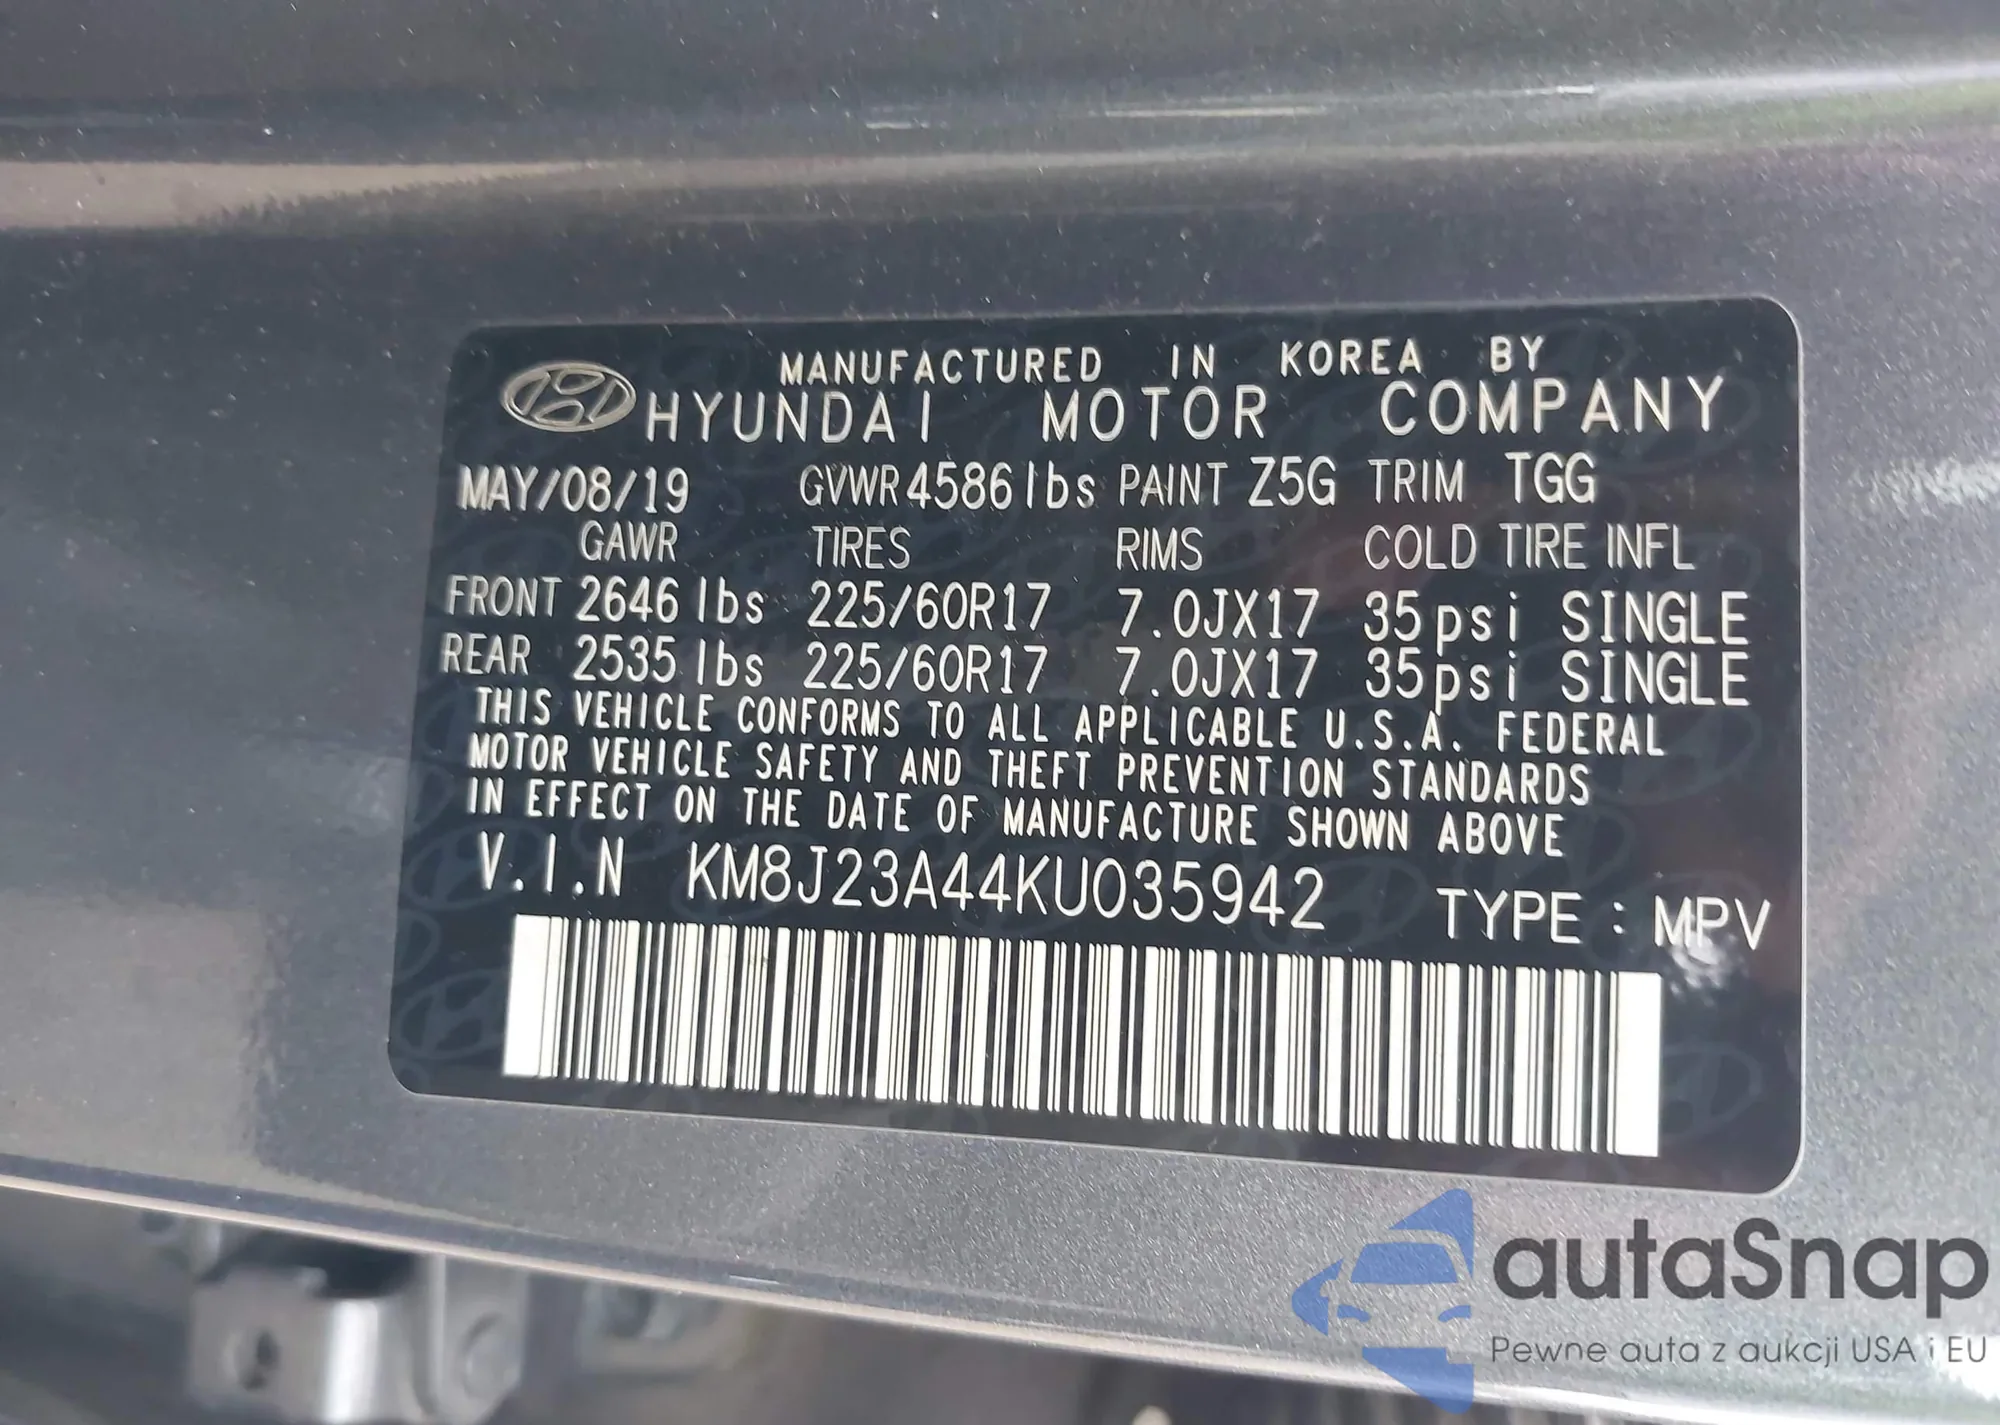 MANUFACTURED IN KOREA BY
HYUNDAI MOTOR COMPANY
MAY/08/19 GVWR 4586 lbs PAINT Z5G TRIM TGG
GAWR TIRES RIMS COLD TIRE INFL
FRONT 2646 lbs 225/60R17 7.0JX17 35psi SINGLE
REAR 2535 lbs 225/60R17 7.0JX17 35psi SINGLE
THIS VEHICLE CONFORMS TO ALL APPLICABLE U.S.A. FEDERAL
MOTOR VEHICLE SAFETY AND THEFT PREVENTION STANDARDS
IN EFFECT ON THE DATE OF MANUFACTURE SHOWN ABOVE
V.I.N KM8J23A44KU035942 TYPE : MPV
autaSnap
Pewne auta z aukcji USA i EU